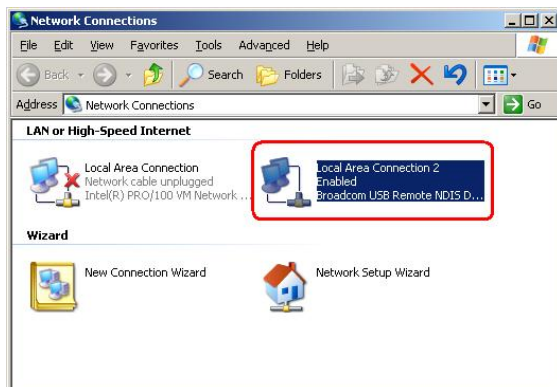 Network Connections
File Edit View Favorites Tools Advanced Help
Back Search Folders
Address Network Connections Go
LAN or High-Speed Internet
Local Area Connection
Network cable unplugged
Intel(R) PRO/100 VM Network ...
Local Area Connection 2
Enabled
Broadcom USB Remote NDIS D...
Wizard
New Connection Wizard
Network Setup Wizard